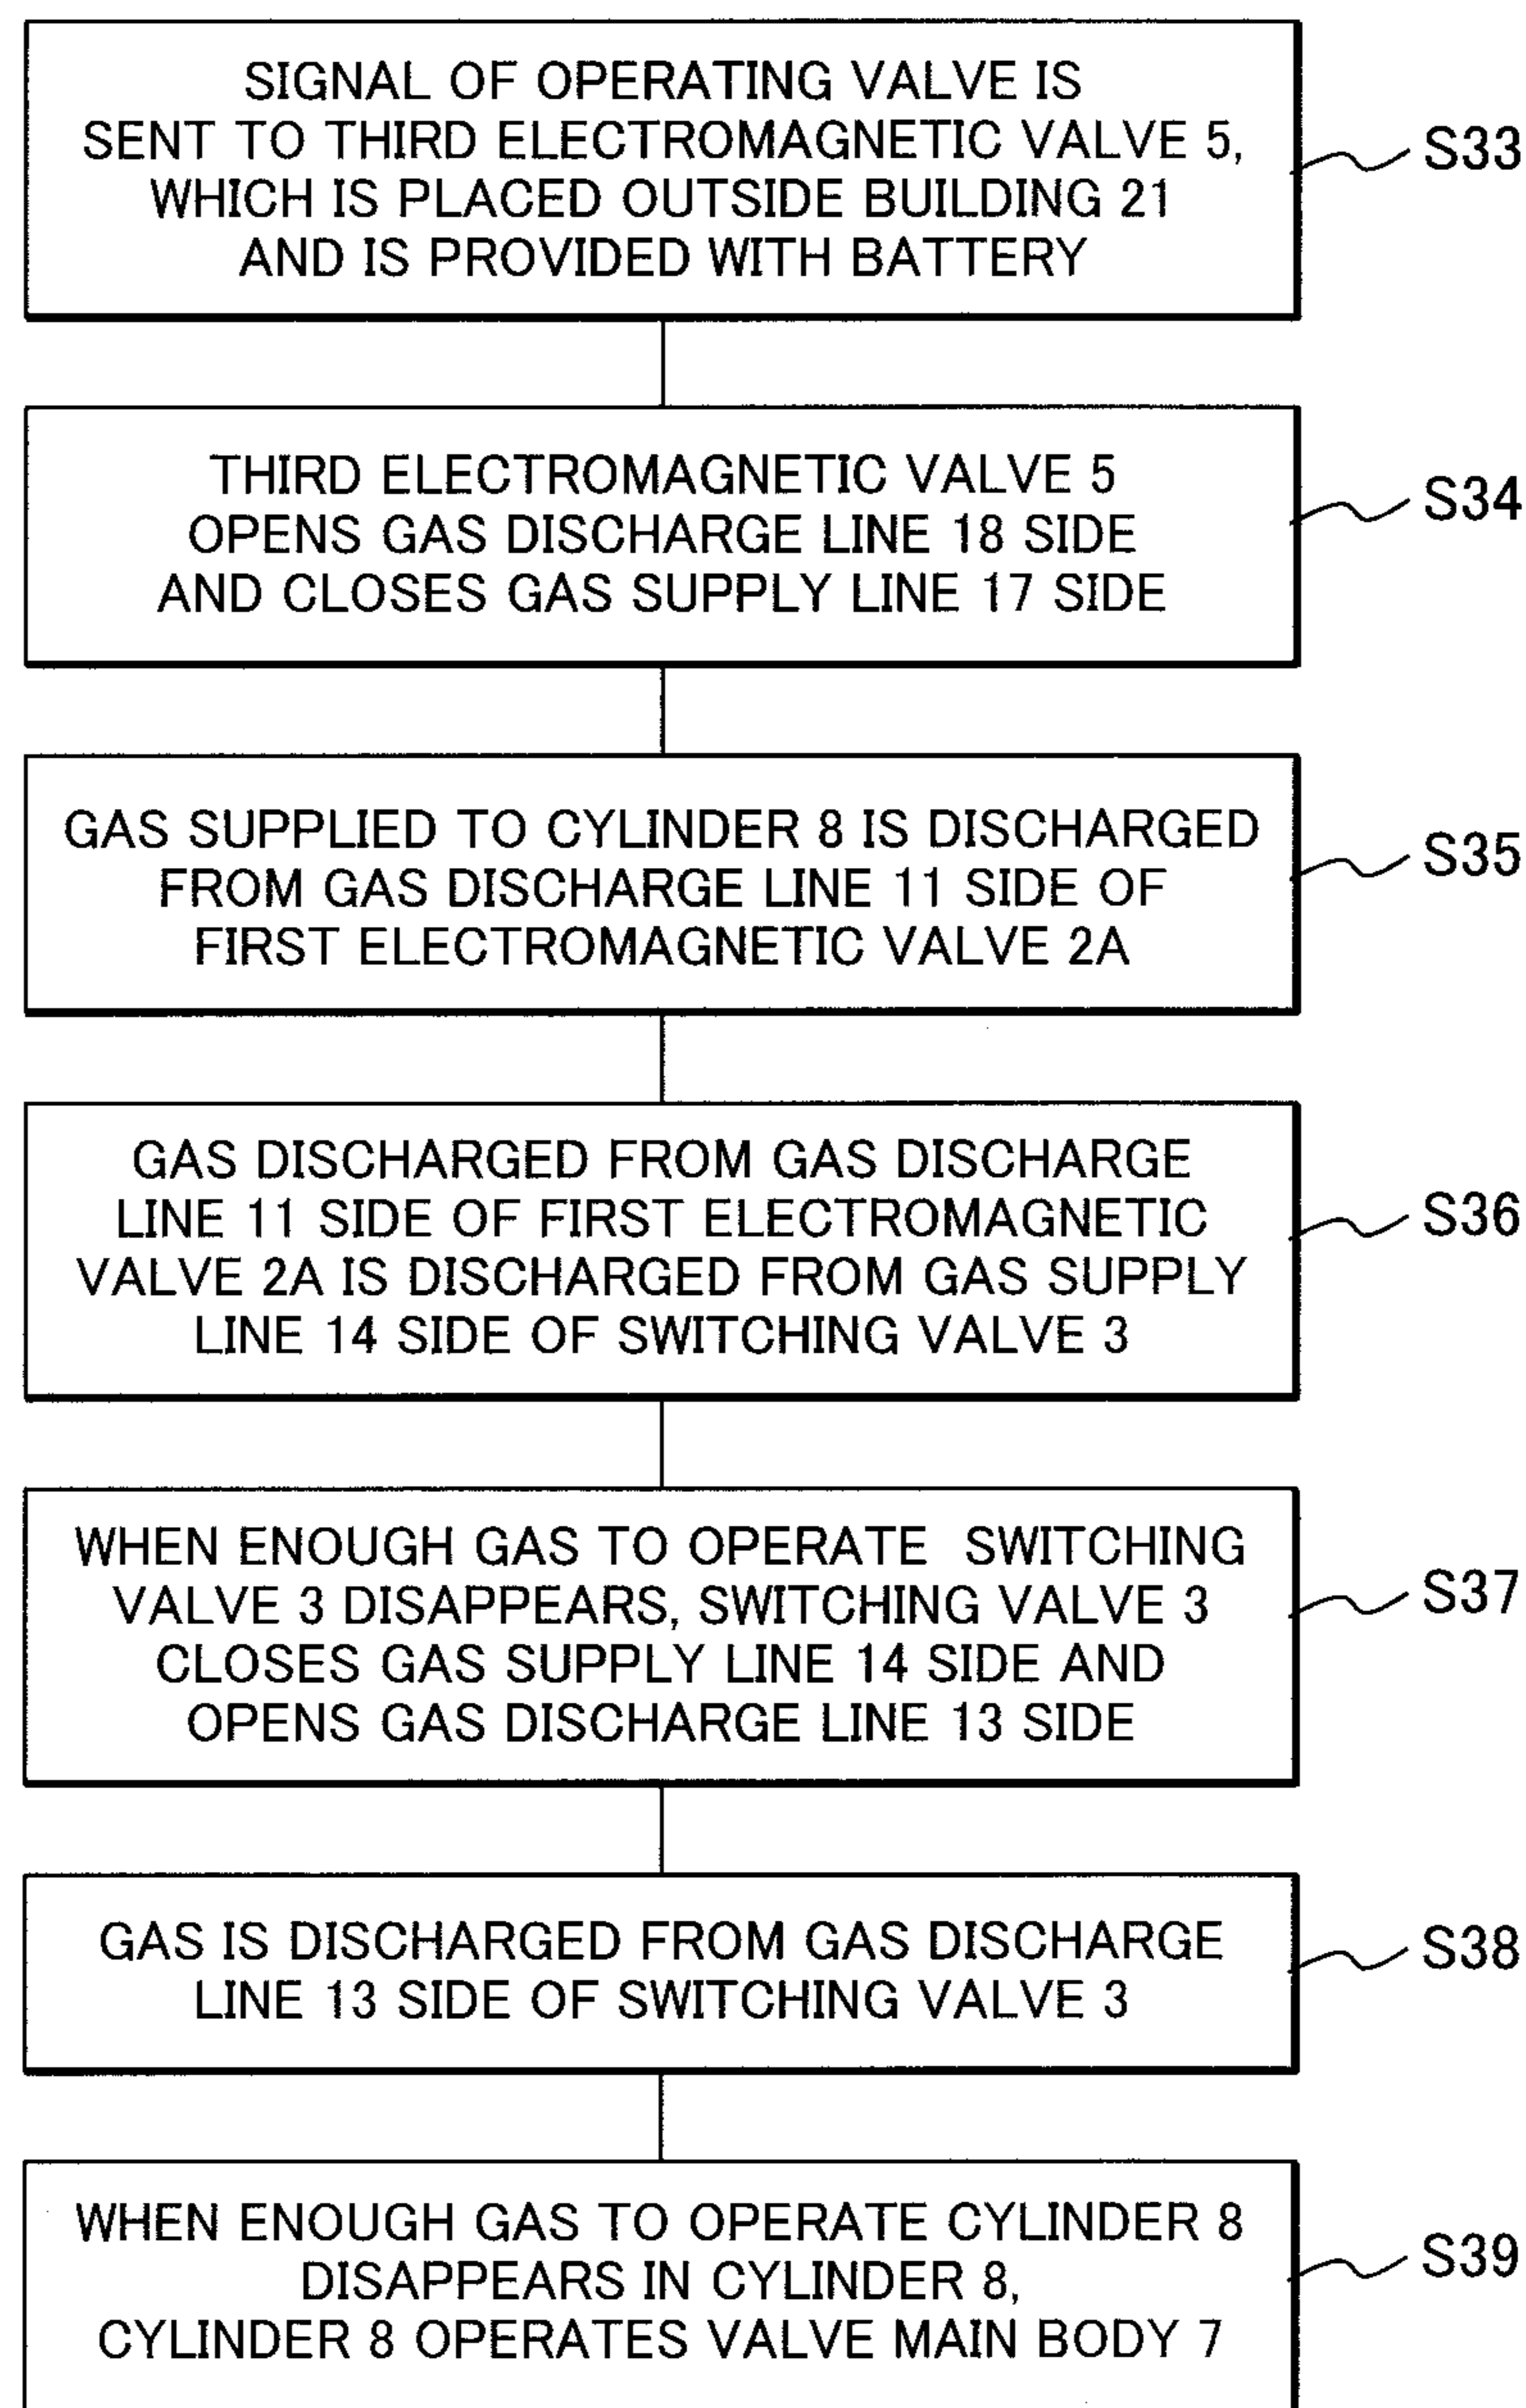 SIGNAL OF OPERATING VALVE IS
SENT TO THIRD ELECTROMAGNETIC VALVE 5,
WHICH IS PLACED OUTSIDE BUILDING 21
AND IS PROVIDED WITH BATTERY
S33
THIRD ELECTROMAGNETIC VALVE 5
OPENS GAS DISCHARGE LINE 18 SIDE
AND CLOSES GAS SUPPLY LINE 17 SIDE
S34
GAS SUPPLIED TO CYLINDER 8 IS DISCHARGED
FROM GAS DISCHARGE LINE 11 SIDE OF
FIRST ELECTROMAGNETIC VALVE 2A
S35
GAS DISCHARGED FROM GAS DISCHARGE
LINE 11 SIDE OF FIRST ELECTROMAGNETIC
VALVE 2A IS DISCHARGED FROM GAS SUPPLY
LINE 14 SIDE OF SWITCHING VALVE 3
S36
WHEN ENOUGH GAS TO OPERATE SWITCHING
VALVE 3 DISAPPEARS, SWITCHING VALVE 3
CLOSES GAS SUPPLY LINE 14 SIDE AND
OPENS GAS DISCHARGE LINE 13 SIDE
S37
GAS IS DISCHARGED FROM GAS DISCHARGE
LINE 13 SIDE OF SWITCHING VALVE 3
S38
WHEN ENOUGH GAS TO OPERATE CYLINDER 8
DISAPPEARS IN CYLINDER 8,
CYLINDER 8 OPERATES VALVE MAIN BODY 7
S39